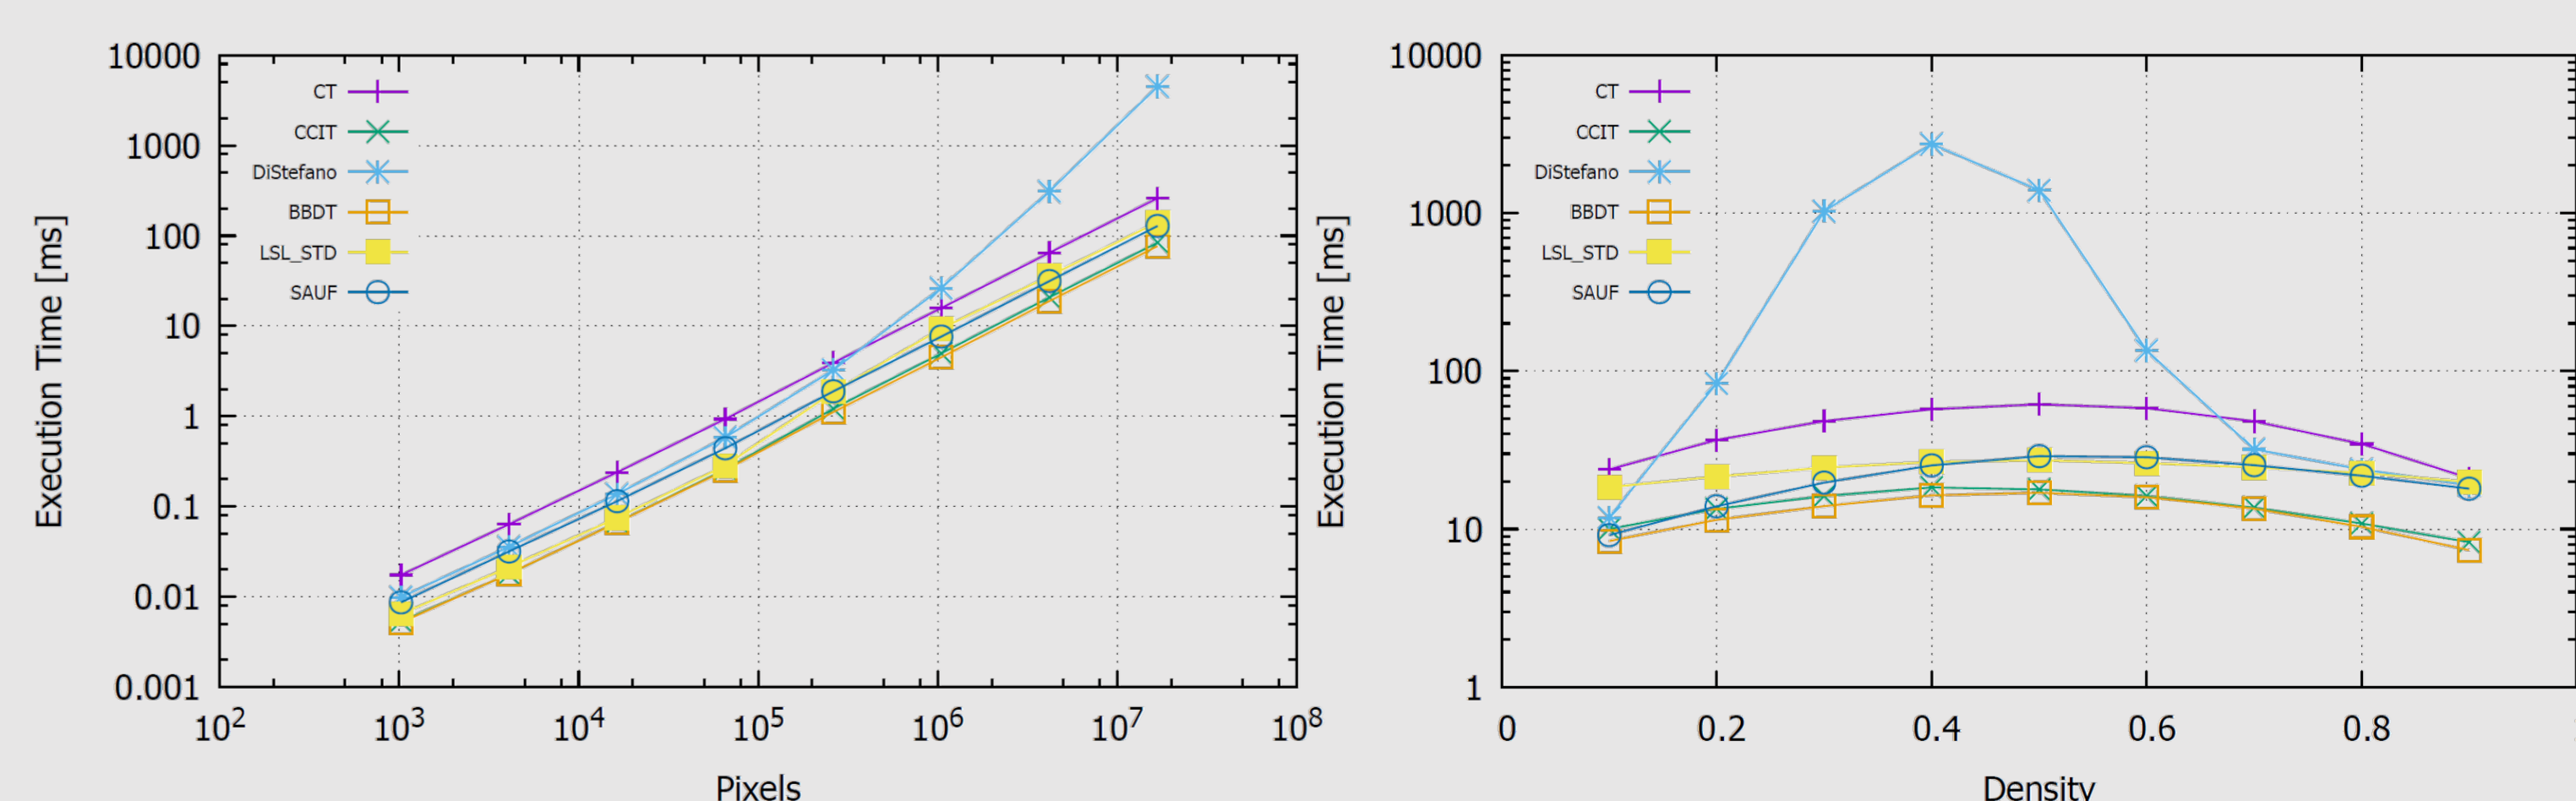 10000
1000
100
10
1
0.1
0.01
0.001
Execution Time [ms]
CT
CCIT
DiStefano
BBDT
LSL_STD
SAUF
10² 10³ 10⁴ 10⁵ 10⁶ 10⁷ 10⁸
Pixels
10000
1000
100
10
1
Execution Time [ms]
CT
CCIT
DiStefano
BBDT
LSL_STD
SAUF
0 0.2 0.4 0.6 0.8
Density